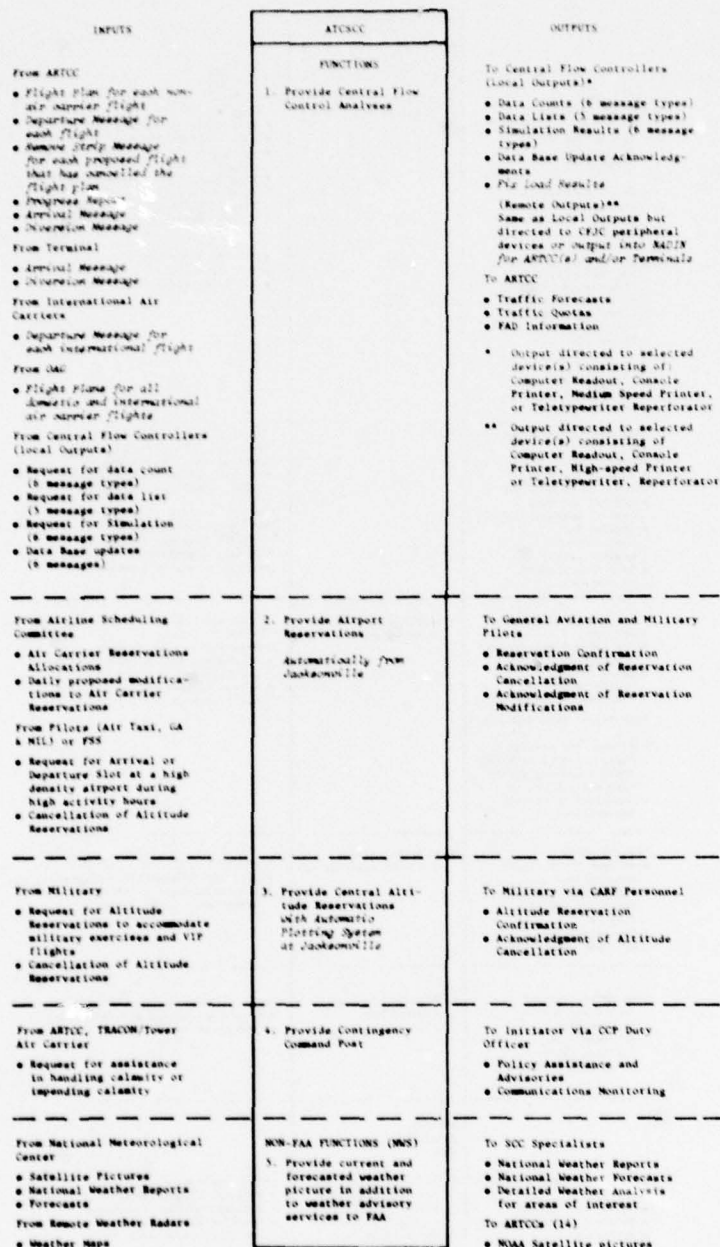 INPUTS
From ARTCC
• Flight Plan for each non-
air carrier flight
• Departure Message for
each flight
• Remove Strip Message
for each proposed flight
that has cancelled the
flight plan
• Progress Report
• Arrival Message
• Diversion Message
From Terminal
• Arrival Message
• Diversion Message
From International Air
Carriers
• Departure Message for
each international flight
From OAG
• Flight Plans for all
domestic and international
air carrier flights
From Central Flow Controllers
(local Outputs)
• Request for data count
(6 message types)
• Request for data list
(5 message types)
• Request for Simulation
(6 message types)
• Data Base updates
(6 messages)
ATCSCC
FUNCTIONS
1. Provide Central Flow
Control Analyses
OUTPUTS
To Central Flow Controllers
(Local Outputs)*
• Data Counts (6 message types)
• Data Lists (5 message types)
• Simulation Results (6 message
types)
• Data Base Update Acknowledg-
ments
• Fix Load Results
(Remote Outputs)**
Same as Local Outputs but
directed to CFJC peripheral
devices or output into NADIN
for ARTCC(s) and/or Terminals
To ARTCC
• Traffic Forecasts
• Traffic Quotas
• FAD Information
* Output directed to selected
device(s) consisting of:
Computer Readout, Console
Printer, Medium Speed Printer,
or Teletypewriter Reperforator
** Output directed to selected
device(s) consisting of
Computer Readout, Console
Printer, High-speed Printer
or Teletypewriter, Reperforator
From Airline Scheduling
Committee
• Air Carrier Reservations
Allocations
• Daily proposed modifica-
tions to Air Carrier
Reservations
From Pilots (Air Taxi, GA
& MIL) or FSS
• Request for Arrival or
Departure Slot at a high
density airport during
high activity hours
• Cancellation of Altitude
Reservations
2. Provide Airport
Reservations
Automatically from
Jacksonville
To General Aviation and Military
Pilots
• Reservation Confirmation
• Acknowledgment of Reservation
Cancellation
• Acknowledgment of Reservation
Modifications
From Military
• Request for Altitude
Reservations to accommodate
military exercises and VIP
flights
• Cancellation of Altitude
Reservations
3. Provide Central Alti-
tude Reservations
with Automatic
Plotting System
at Jacksonville
To Military via CARF Personnel
• Altitude Reservation
Confirmation
• Acknowledgment of Altitude
Cancellation
From ARTCC, TRACON/Tower
Air Carrier
• Request for assistance
in handling calamity or
impending calamity
4. Provide Contingency
Command Post
To Initiator via CCP Duty
Officer
• Policy Assistance and
Advisories
• Communications Monitoring
From National Meteorological
Center
• Satellite Pictures
• National Weather Reports
• Forecasts
From Remote Weather Radars
• Weather Maps
NON-FAA FUNCTIONS (NWS)
5. Provide current and
forecasted weather
picture in addition
to weather advisory
services to FAA
To SCC Specialists
• National Weather Reports
• National Weather Forecasts
• Detailed Weather Analysis
for areas of interest
To ARTCCs (14)
• NOAA Satellite pictures